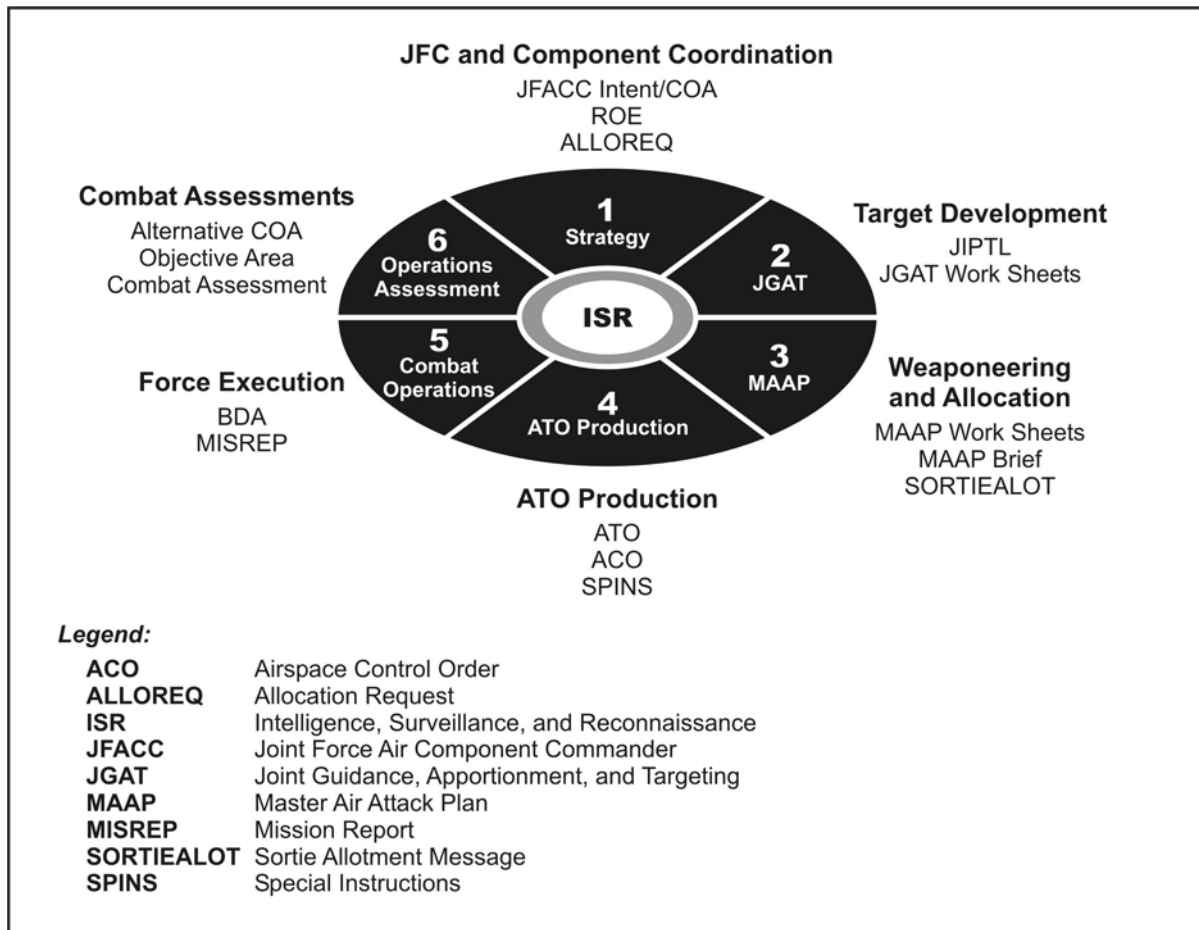 JFC and Component Coordination
JFACC Intent/COA
ROE
ALLOREQ
Combat Assessments
Alternative COA
Objective Area
Combat Assessment
1
Strategy
Target Development
JIPTL
JGAT Work Sheets
6
Operations
Assessment
2
JGAT
ISR
5
Combat
Operations
3
MAAP
Force Execution
BDA
MISREP
Weaponeering
and Allocation
MAAP Work Sheets
MAAP Brief
SORTIEALOT
4
ATO Production
ATO Production
ATO
ACO
SPINS
Legend:
ACO Airspace Control Order
ALLOREQ Allocation Request
ISR Intelligence, Surveillance, and Reconnaissance
JFACC Joint Force Air Component Commander
JGAT Joint Guidance, Apportionment, and Targeting
MAAP Master Air Attack Plan
MISREP Mission Report
SORTIEALOT Sortie Allotment Message
SPINS Special Instructions